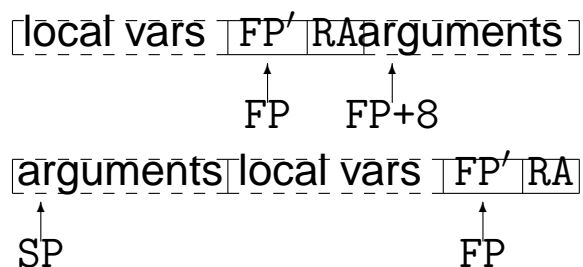 local vars FP′ RA arguments
FP FP+8
arguments local vars FP′ RA
SP FP